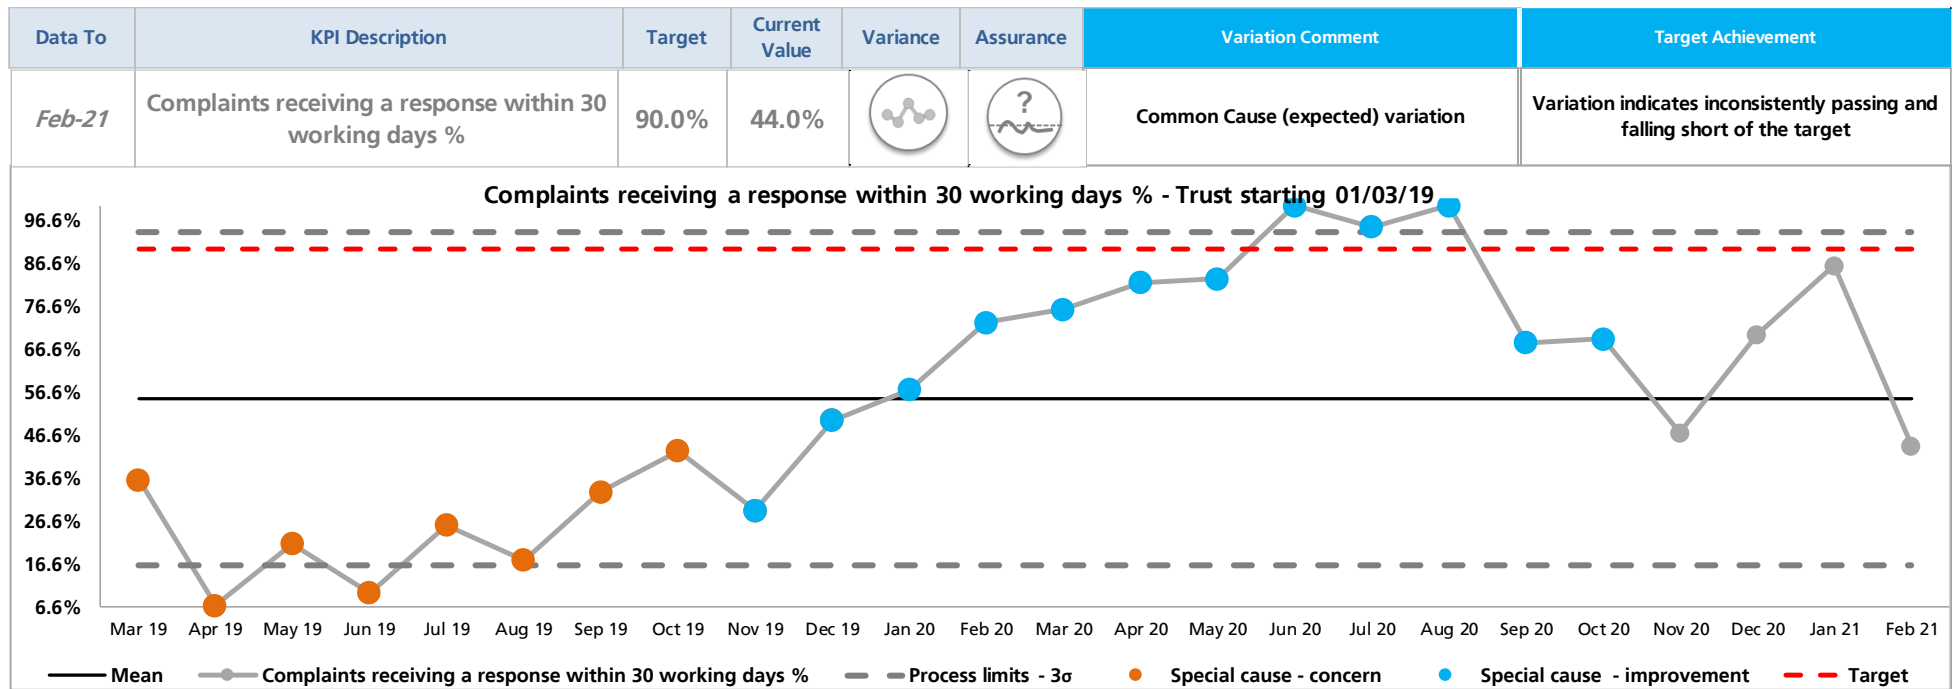 Data To KPI Description Target Current Value Variance Assurance Variation Comment Target Achievement
Feb-21 Complaints receiving a response within 30 working days % 90.0% 44.0% ? Common Cause (expected) variation Variation indicates inconsistently passing and falling short of the target
Complaints receiving a response within 30 working days % - Trust starting 01/03/19
96.6%
86.6%
76.6%
66.6%
56.6%
46.6%
36.6%
26.6%
16.6%
6.6%
Mar 19 Apr 19 May 19 Jun 19 Jul 19 Aug 19 Sep 19 Oct 19 Nov 19 Dec 19 Jan 20 Feb 20 Mar 20 Apr 20 May 20 Jun 20 Jul 20 Aug 20 Sep 20 Oct 20 Nov 20 Dec 20 Jan 21 Feb 21
Mean Complaints receiving a response within 30 working days % Process limits - 3σ Special cause - concern Special cause - improvement Target